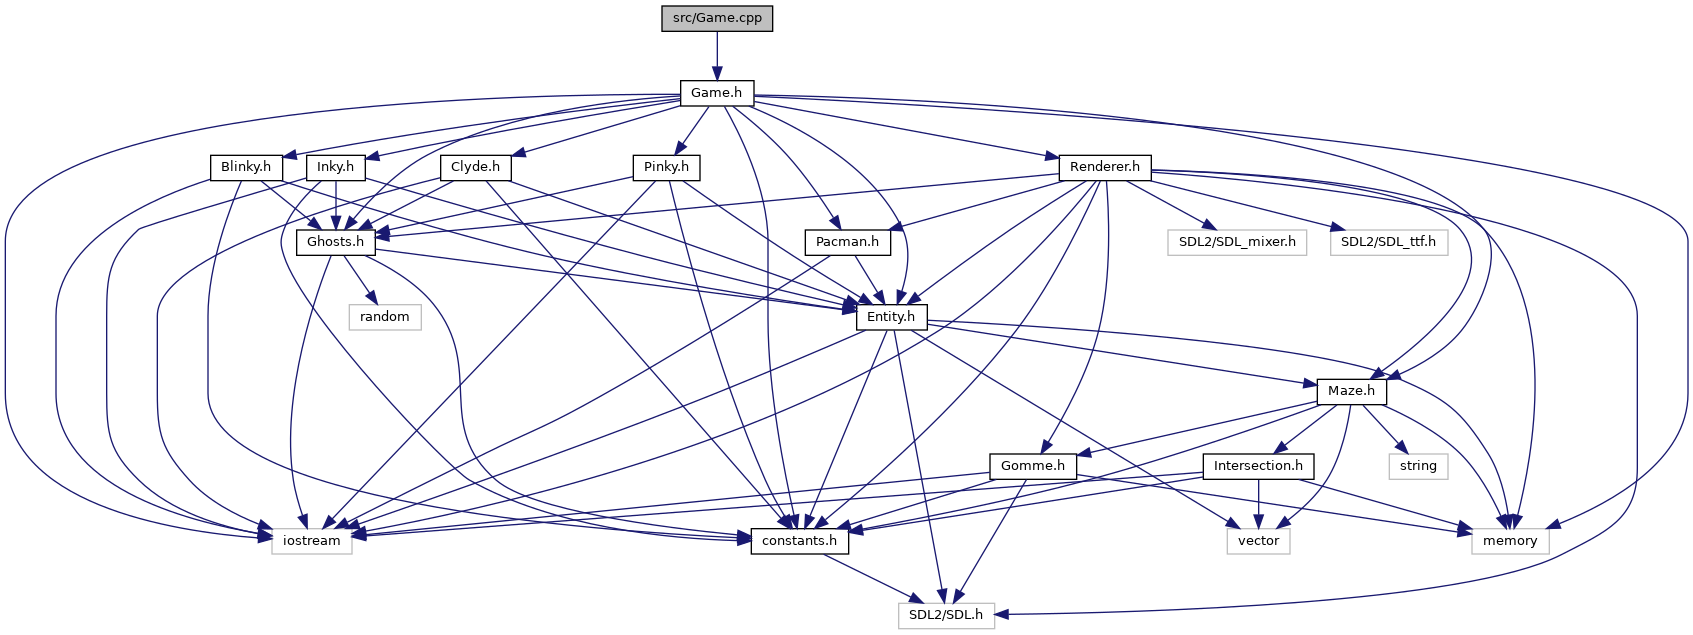 src/Game.cpp
Game.h
Blinky.h
Inky.h
Clyde.h
Pinky.h
Renderer.h
Ghosts.h
Pacman.h
SDL2/SDL_mixer.h
SDL2/SDL_ttf.h
random
Entity.h
Maze.h
Gomme.h
Intersection.h
string
iostream
constants.h
vector
memory
SDL2/SDL.h